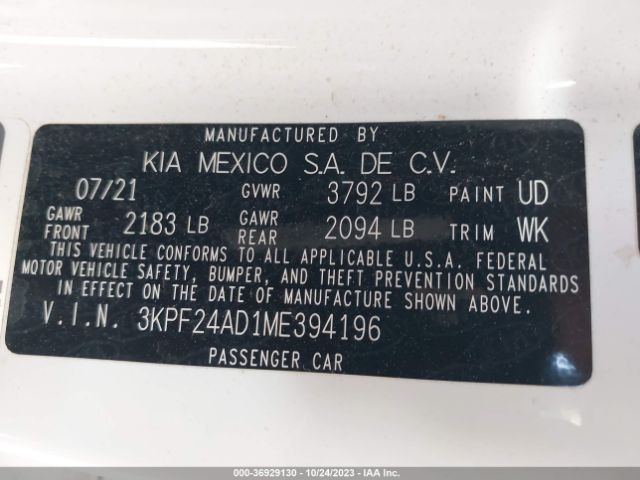 MANUFACTURED BY
KIA MEXICO S.A. DE C.V.
07/21 GVWR 3792 LB PAINT UD
GAWR FRONT 2183 LB GAWR REAR 2094 LB TRIM WK
THIS VEHICLE CONFORMS TO ALL APPLICABLE U.S.A. FEDERAL
MOTOR VEHICLE SAFETY, BUMPER, AND THEFT PREVENTION STANDARDS
IN EFFECT ON THE DATE OF MANUFACTURE SHOWN ABOVE.
V.I.N. 3KPF24AD1ME394196
PASSENGER CAR
000-36929130 - 10/24/2023 - IAAI.COM